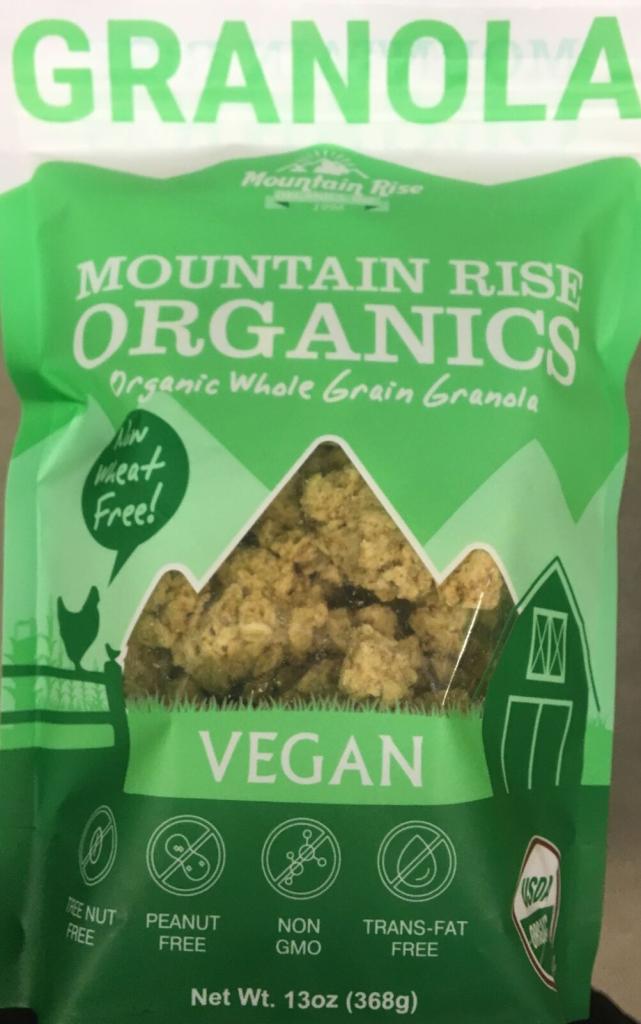 GRANOLA
Mountain Rise
MOUNTAIN RISE
ORGANICS
Organic Whole Grain Granola
Now
Wheat
Free!
VEGAN
TREE NUT
FREE
PEANUT
FREE
NON
GMO
TRANS-FAT
FREE
USDA
ORGANIC
Net Wt. 13oz (368g)